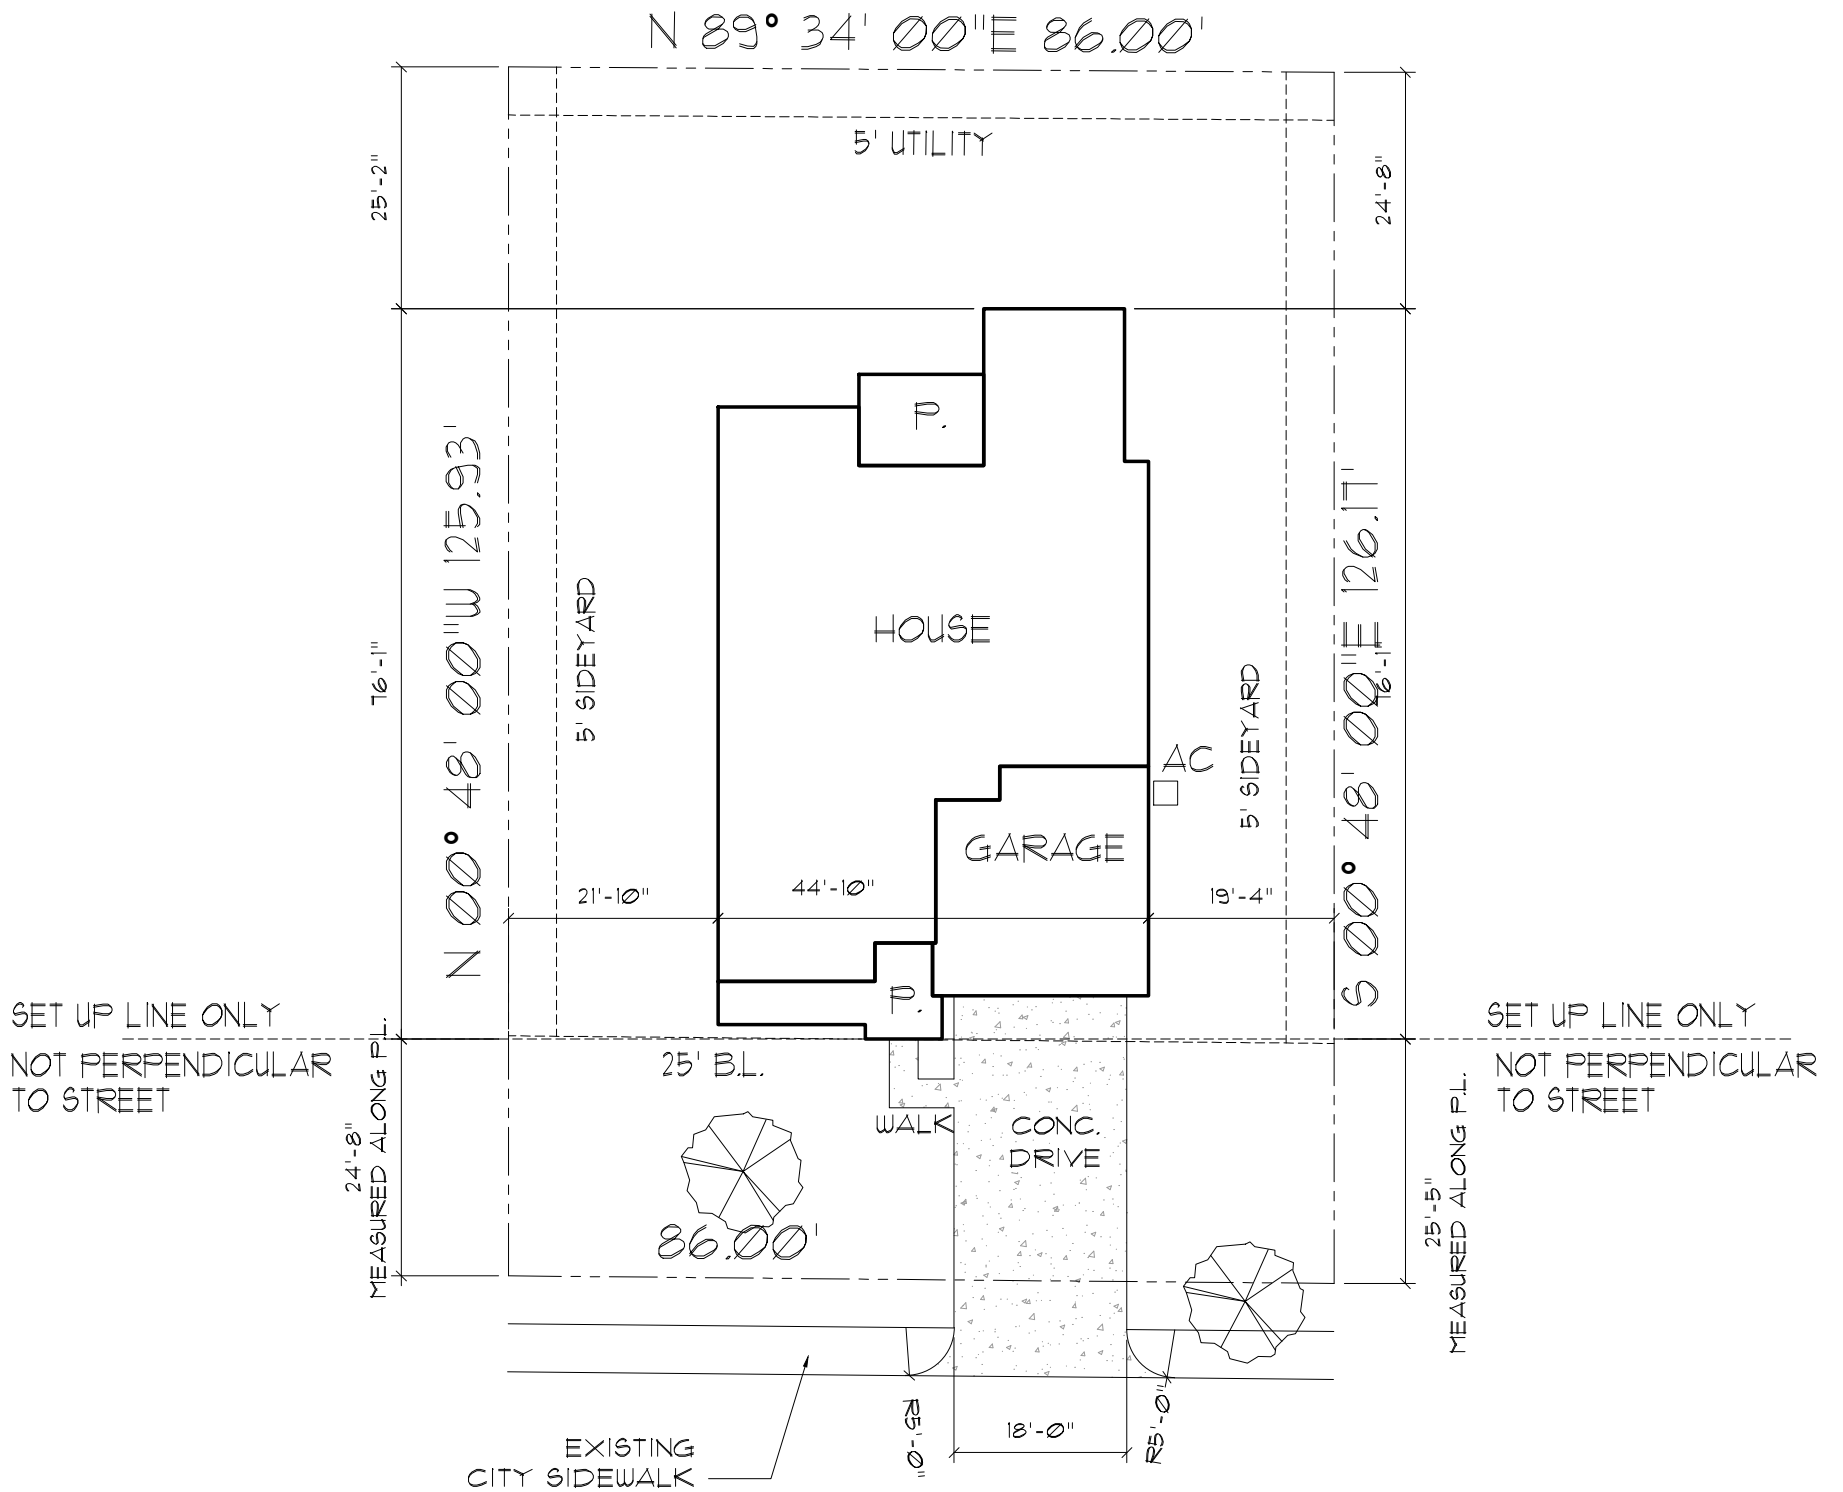 N 89° 34' 00"E 86.00'
5' UTILITY
25'-2"
24'-8"
P.
N 00° 48' 00"W 125.93'
S 00° 48' 00"E 126.17'
HOUSE
5' SIDEYARD
76'-1"
76'-1"
5' SIDEYARD
AC
GARAGE
21'-10"
44'-10"
19'-4"
P.
SET UP LINE ONLY
NOT PERPENDICULAR
TO STREET
SET UP LINE ONLY
NOT PERPENDICULAR
TO STREET
25' B.L.
WALK
CONC.
DRIVE
24'-8"
MEASURED ALONG P.L.
25'-5"
MEASURED ALONG P.L.
86.00'
R5'-0"
18'-0"
R5'-0"
EXISTING
CITY SIDEWALK